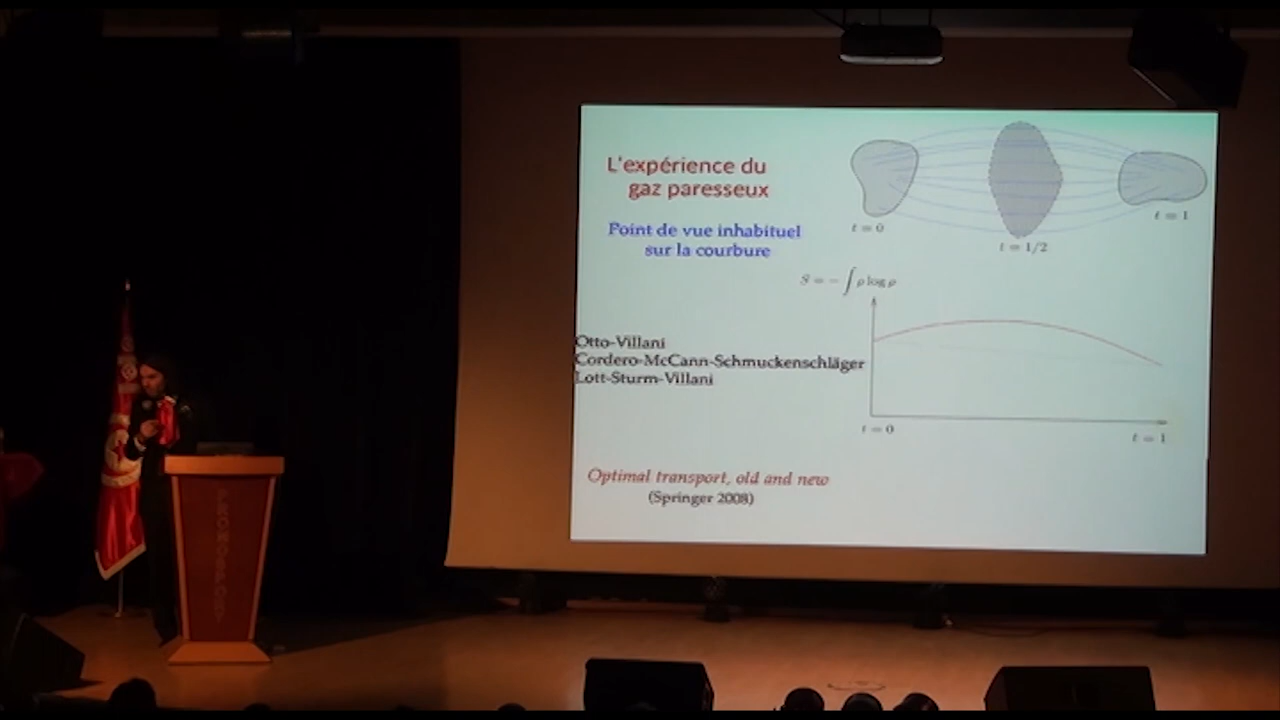 L'expérience du
gaz paresseux
Point de vue inhabituel
sur la courbure
t = 0
t = 1/2
t = 1
S = − ∫ ρ log ρ
Otto-Villani
Cordero-McCann-Schmuckenschläger
Lott-Sturm-Villani
t = 0
t = 1
Optimal transport, old and new
(Springer 2008)